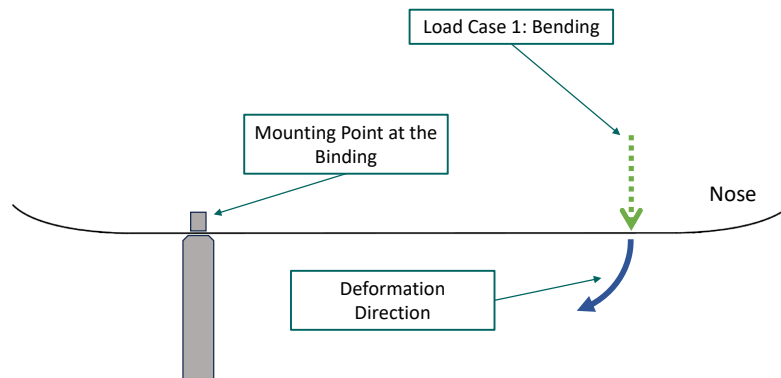 Load Case 1: Bending
Mounting Point at the
Binding
Nose
Deformation
Direction